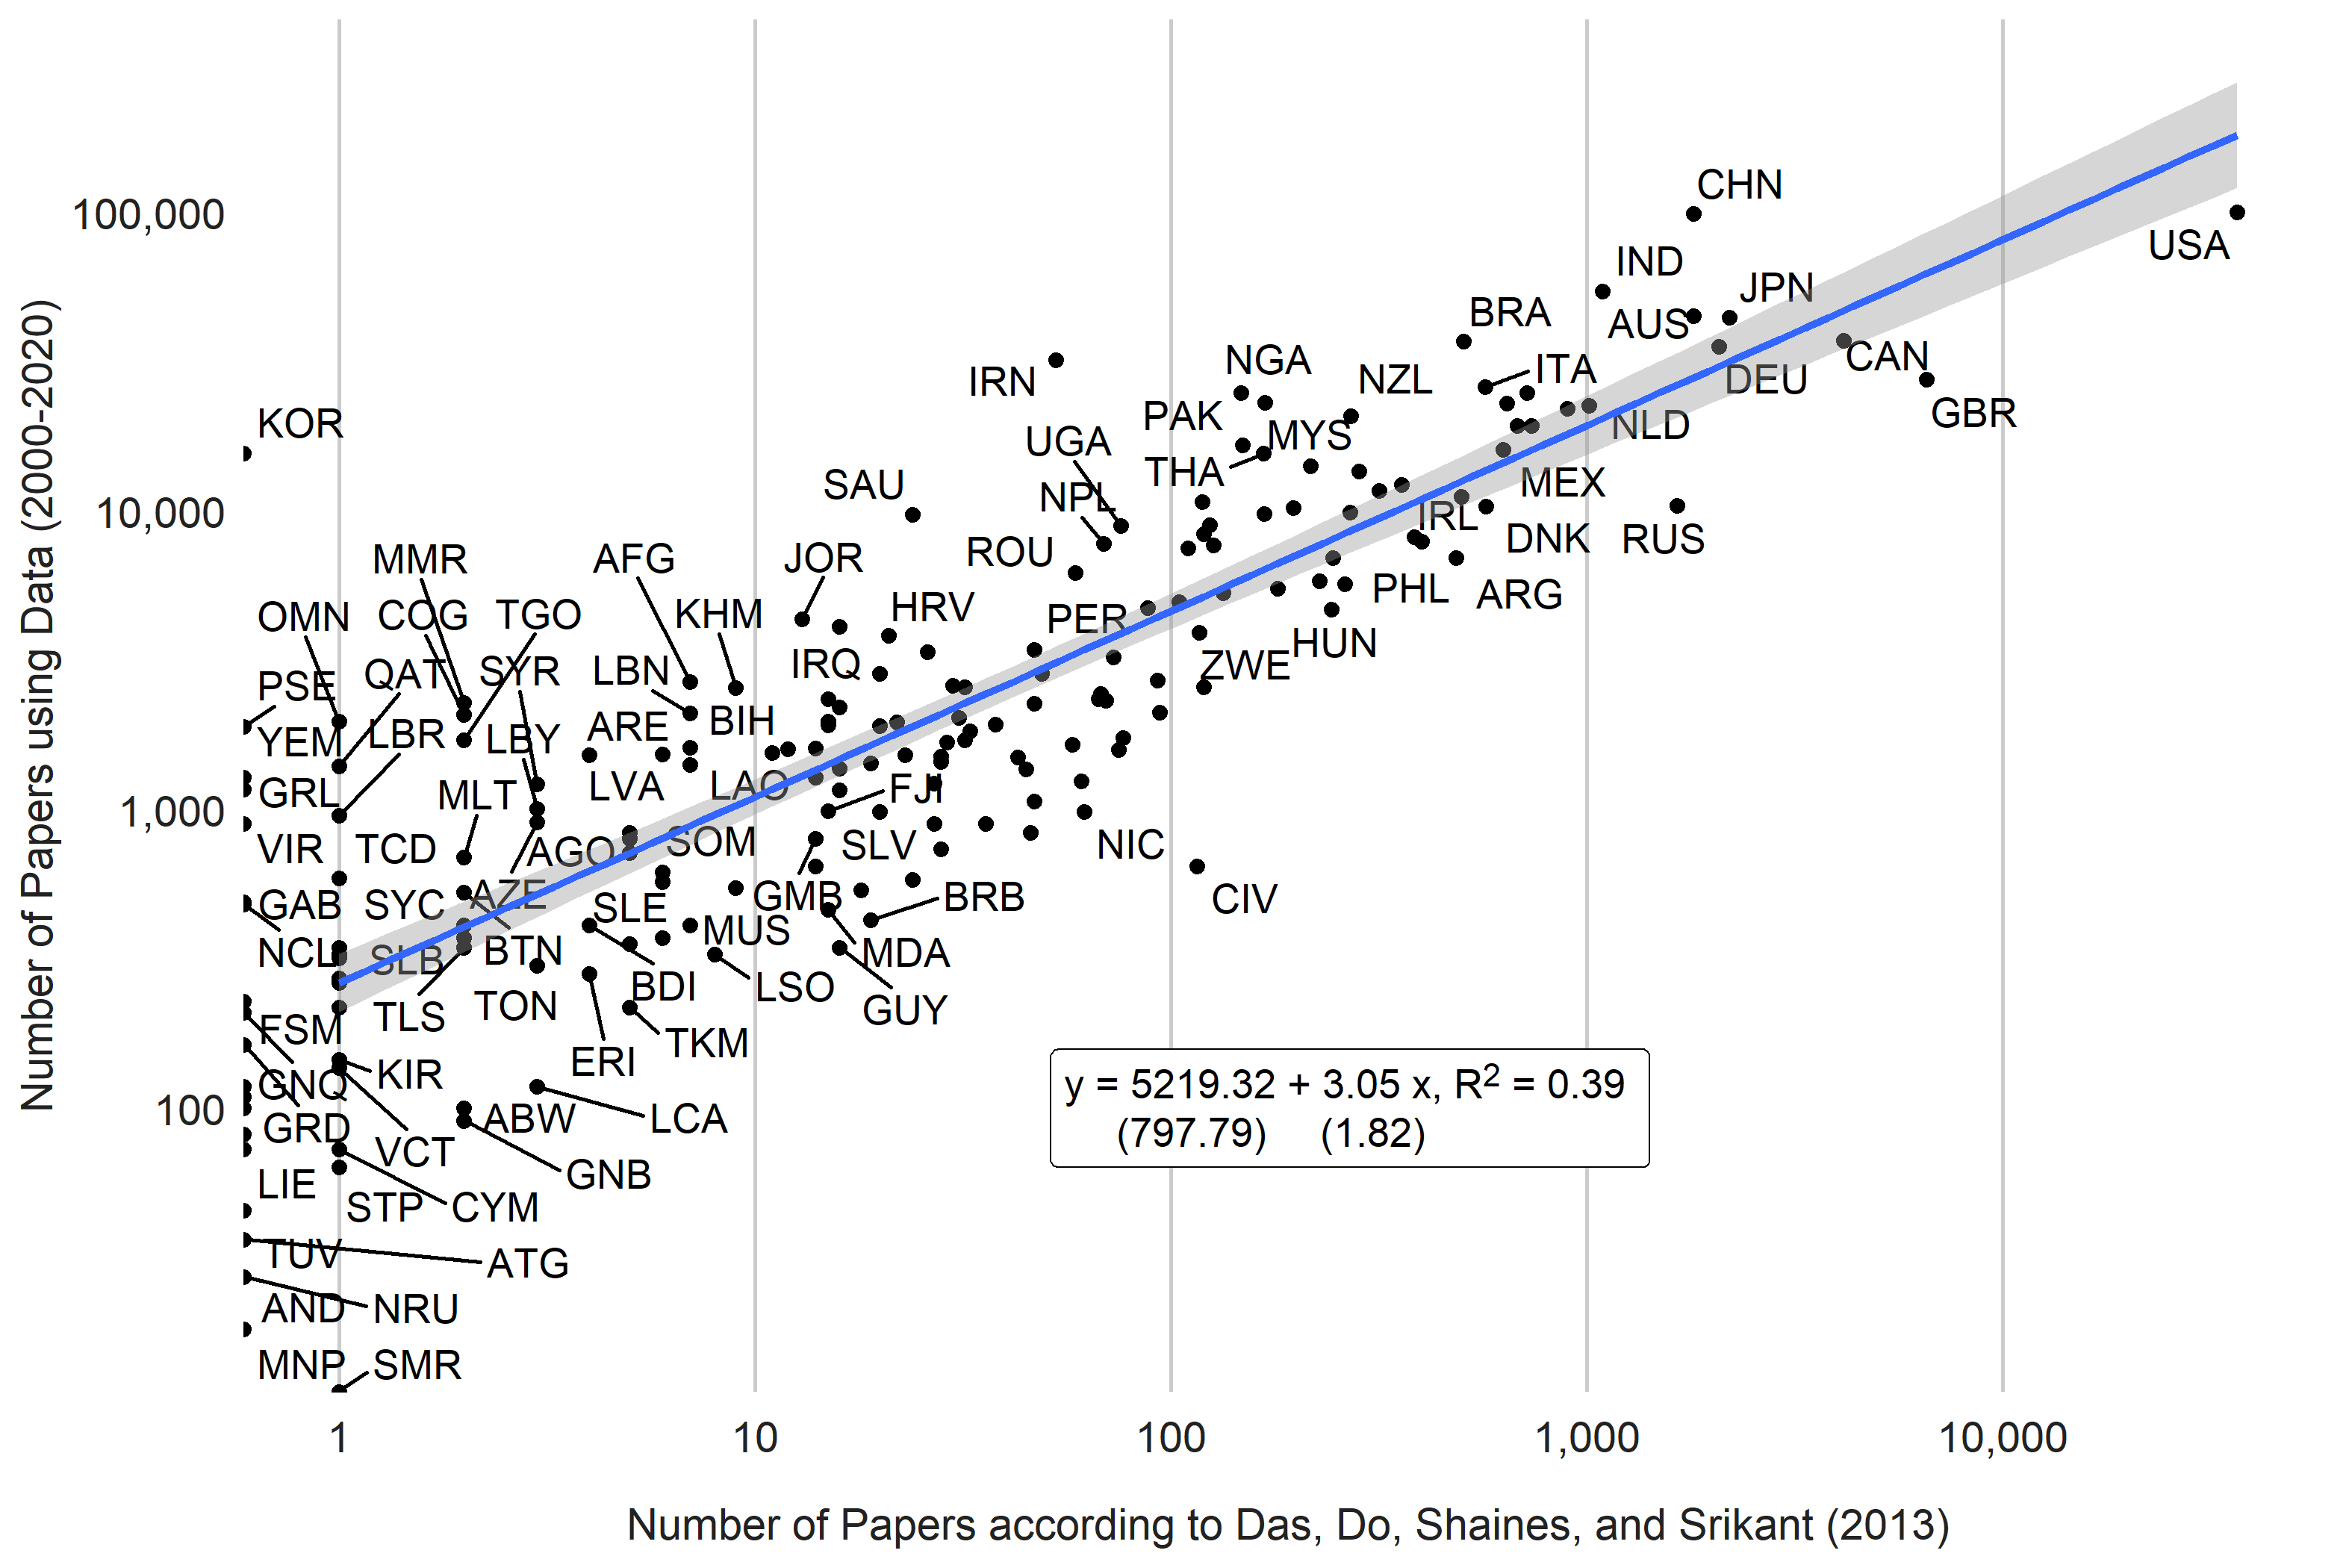 CHN
USA
IND
JPN
BRA
AUS
NGA
ITA
CAN
IRN
NZL
DEU
GBR
PAK
KOR
MYS
NLD
UGA
THA
SAU
NPL
MEX
IRL
DNK
RUS
ROU
MMR
AFG
JOR
PHL
ARG
OMN
COG
TGO
KHM
HRV
PER
HUN
PSE
QAT
SYR
LBN
IRQ
ZWE
YEM
LBR
LBY
ARE
BIH
GRL
MLT
LVA
LAO
FJI
VIR
TCD
AGO
SOM
SLV
NIC
GAB
SYC
AZE
SLE
GMB
BRB
CIV
NCL
SLB
BTN
MUS
MDA
BDI
LSO
FSM
TLS
TON
GUY
TKM
GNQ
KIR
ERI
GRD
VCT
ABW
LCA
LIE
GNB
STP
CYM
TUV
ATG
AND
NRU
MNP
SMR
y = 5219.32 + 3.05 x, R² = 0.39
(797.79) (1.82)
100,000
10,000
1,000
100
Number of Papers using Data (2000-2020)
1
10
100
1,000
10,000
Number of Papers according to Das, Do, Shaines, and Srikant (2013)